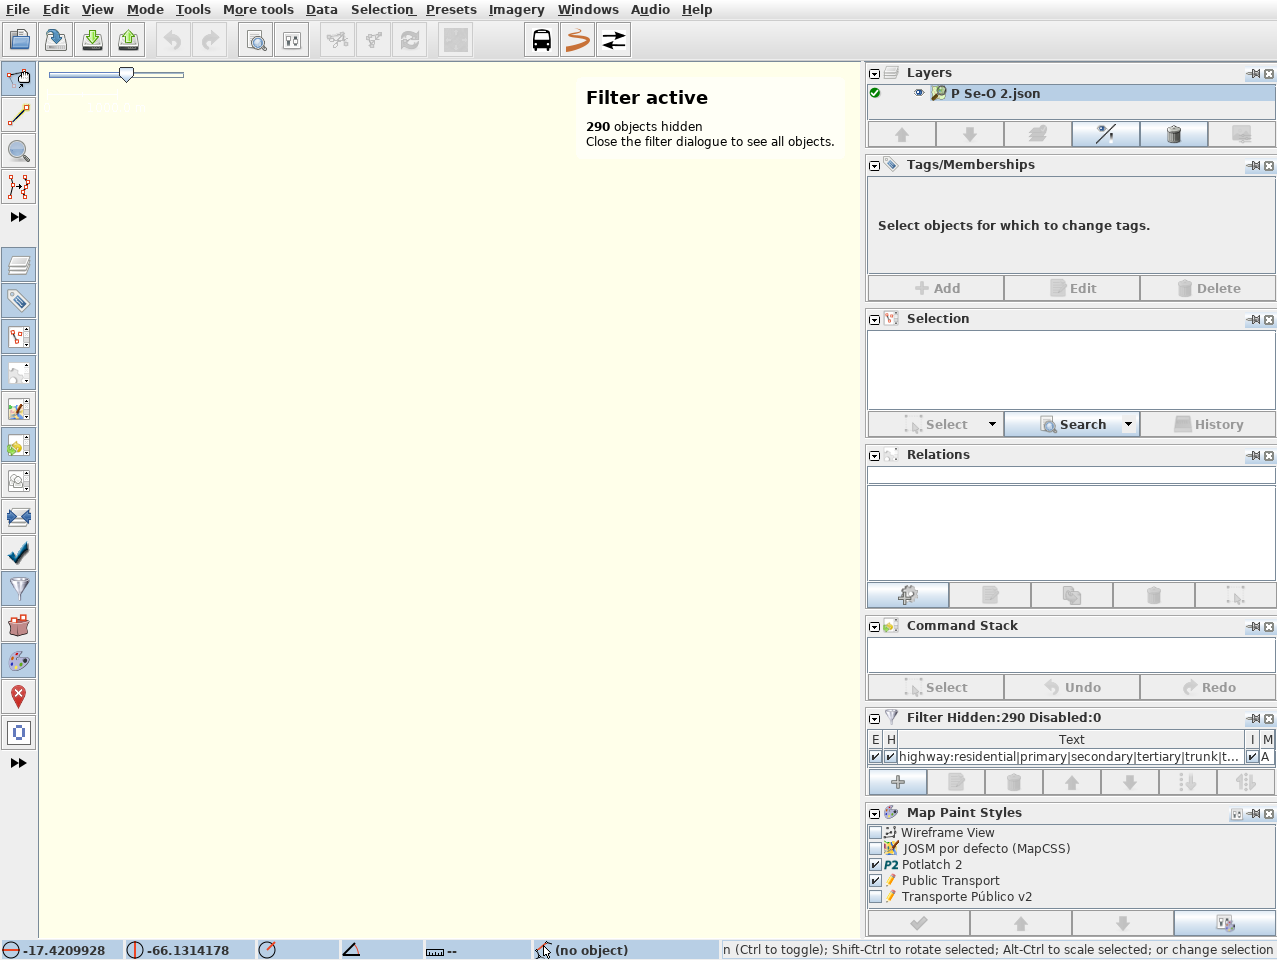 File Edit View Mode Tools More tools Data Selection Presets Imagery Windows Audio Help
Filter active
290 objects hidden
Close the filter dialogue to see all objects.
Layers
P Se-O 2.json
Tags/Memberships
Select objects for which to change tags.
Add Edit Delete
Selection
Select Search History
Relations
Command Stack
Select Undo Redo
Filter Hidden:290 Disabled:0
E H Text I M
highway:residential|primary|secondary|tertiary|trunk|t... A
Map Paint Styles
Wireframe View
JOSM por defecto (MapCSS)
P2 Potlatch 2
Public Transport
Transporte Público v2
-17.4209928 -66.1314178 -- (no object) n (Ctrl to toggle); Shift-Ctrl to rotate selected; Alt-Ctrl to scale selected; or change selection